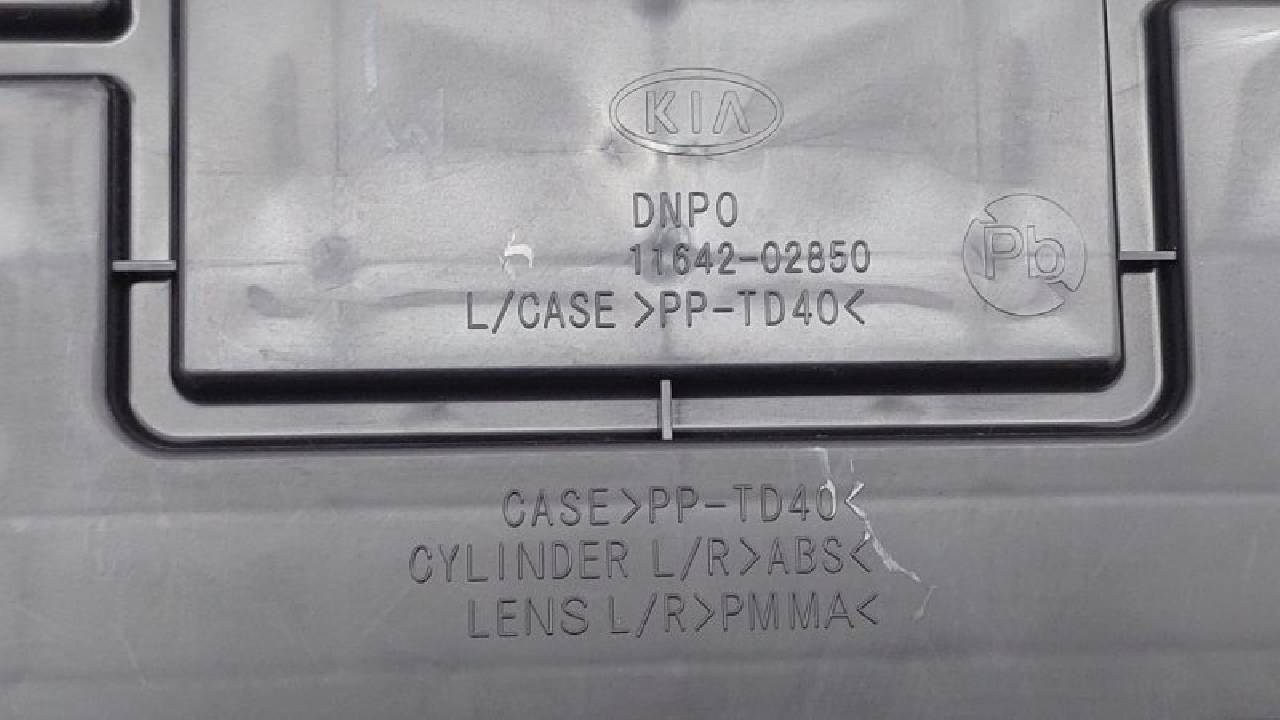 KIA
DNPO
11642-02850
Pb
L/CASE >PP-TD40<
CASE>PP-TD40<
CYLINDER L/R>ABS<
LENS L/R>PMMA<